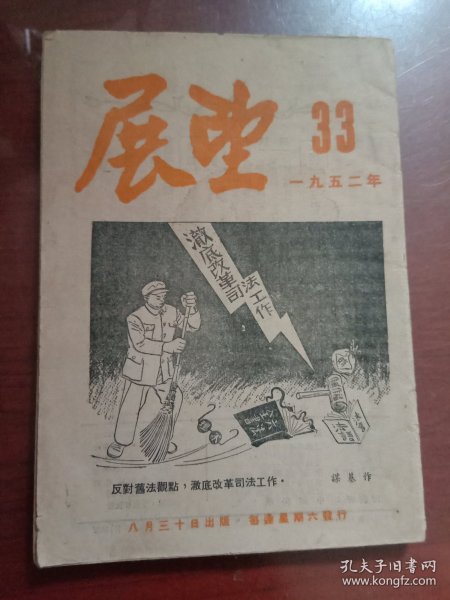 展望
33
一九五二年
澈底改革司法工作
六法全書
反對舊法觀點，澈底改革司法工作。
謀基作
八月三十日出版·每逢星期六發行
孔夫子旧书网
www.kongfz.com